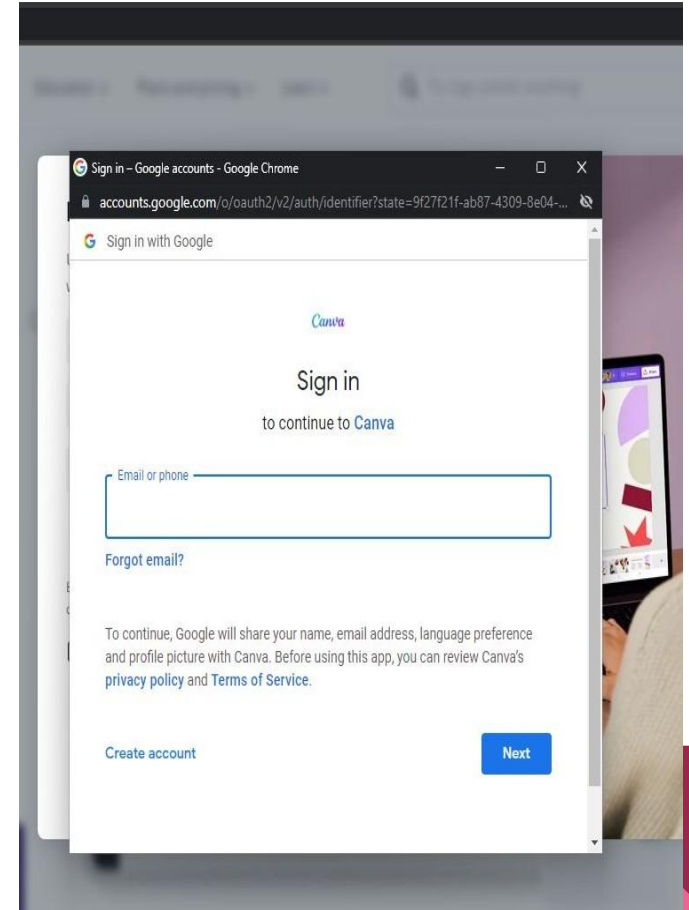 Sign in – Google accounts - Google Chrome
accounts.google.com/o/oauth2/v2/auth/identifier?state=9f27f21f-ab87-4309-8e04-...
Sign in with Google
Canva
Sign in
to continue to Canva
Email or phone
Forgot email?
To continue, Google will share your name, email address, language preference
and profile picture with Canva. Before using this app, you can review Canva's
privacy policy and Terms of Service.
Create account
Next